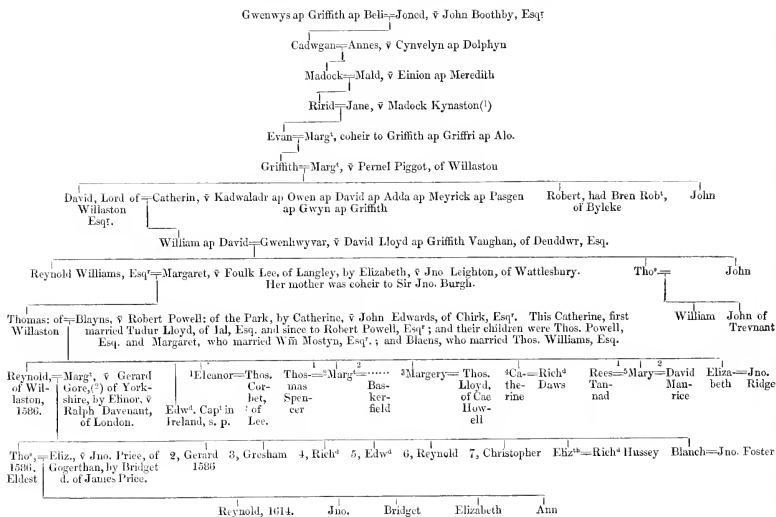 Gwenwys ap Griffith ap Beli=Joned, v̄ John Boothby, Esqʳ
Cadwgan=Annes, v̄ Cynvelyn ap Dolphyn
Madock=Mald, v̄ Einion ap Meredith
Ririd=Jane, v̄ Madock Kynaston(¹)
Evan=Margᵗ, coheir to Griffith ap Griffri ap Alo.
Griffith=Margᵗ, v̄ Pernel Piggot, of Willaston
David, Lord of Willaston Esqʳ.=Catherin, v̄ Kadwaladr ap Owen ap David ap Adda ap Meyrick ap Pasgen ap Gwyn ap Griffith
Robert, had Bren Robᵗ, of Byleke
John
William ap David=Gwenhwyvar, v̄ David Lloyd ap Griffith Vaughan, of Deuddwr, Esq.
Reynold Williams, Esqʳ=Margaret, v̄ Foulk Lee, of Langley, by Elizabeth, v̄ Jno Leighton, of Wattlesbury.
Her mother was coheir to Sir Jno. Burgh.
Thoˢ.=
John
William
John of Trevnant
Thomas: of Willaston=Blayns, v̄ Robert Powell: of the Park, by Catherine, v̄ John Edwards, of Chirk, Esqʳ. This Catherine, first
married Tudur Lloyd, of Jal, Esq. and since to Robert Powell, Esqʳ; and their children were Thos. Powell,
Esq. and Margaret, who married Wm̄ Mostyn, Esqʳ.; and Blaens, who married Thos. Williams, Esq.
Reynold, of Willaston, 1586.=Margᵗ, v̄ Gerard Gore,(²) of Yorkshire, by Elinor, v̄ Ralph Davenant, of London.
Edwᵈ. Capᵗ in Ireland, s. p.
¹Eleanor=Thos. Corbet, of Lee.
Thos-mas Spencer=¹ ²Margᵗ=² ...... Baskerfield
³Margery=Thos. Lloyd, of Cae Howell
⁴Catherine=Richᵈ Daws
Rees Tannad=¹ ⁵Mary=² David Manrice
Elizabeth=Jno. Ridge
Thoˢ, 1586. Eldest=Eliz., v̄ Jno. Price, of Gogerthan, by Bridget d. of James Price.
2, Gerard 1586
3, Gresham
4, Richᵈ
5, Edwᵈ
6, Reynold
7, Christopher
Elizᵗʰ=Richᵈ Hussey
Blanch=Jno. Foster
Reynold, 1614.
Jno.
Bridget
Elizabeth
Ann